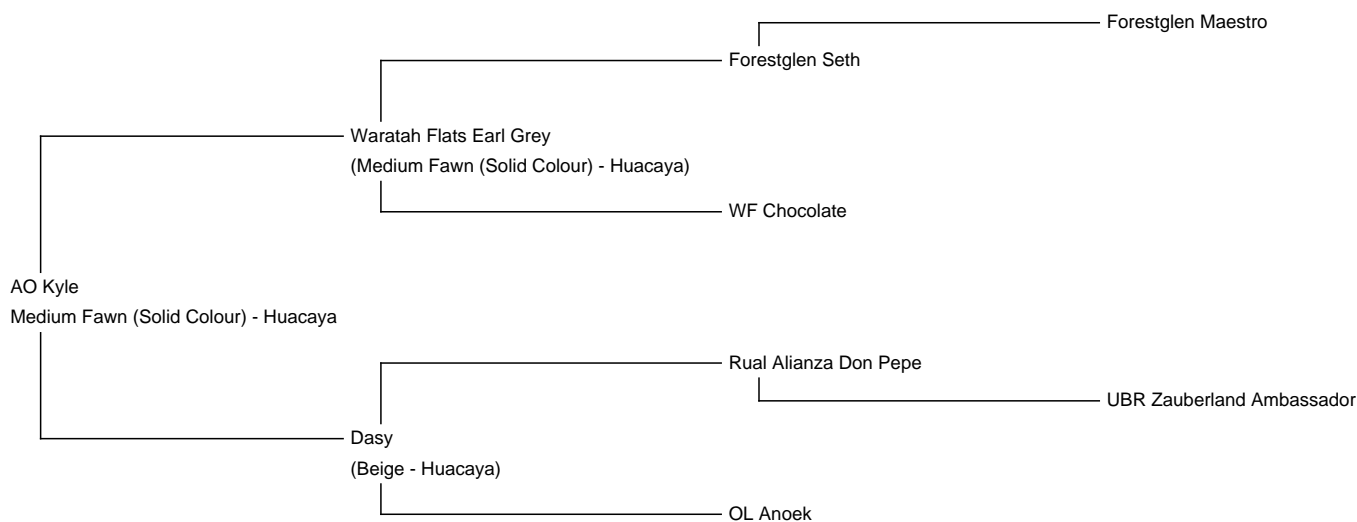 Forestglen Maestro
Forestglen Seth
Waratah Flats Earl Grey
(Medium Fawn (Solid Colour) - Huacaya)
WF Chocolate
AO Kyle
Medium Fawn (Solid Colour) - Huacaya
Rual Alianza Don Pepe
UBR Zauberland Ambassador
Dasy
(Beige - Huacaya)
OL Anoek